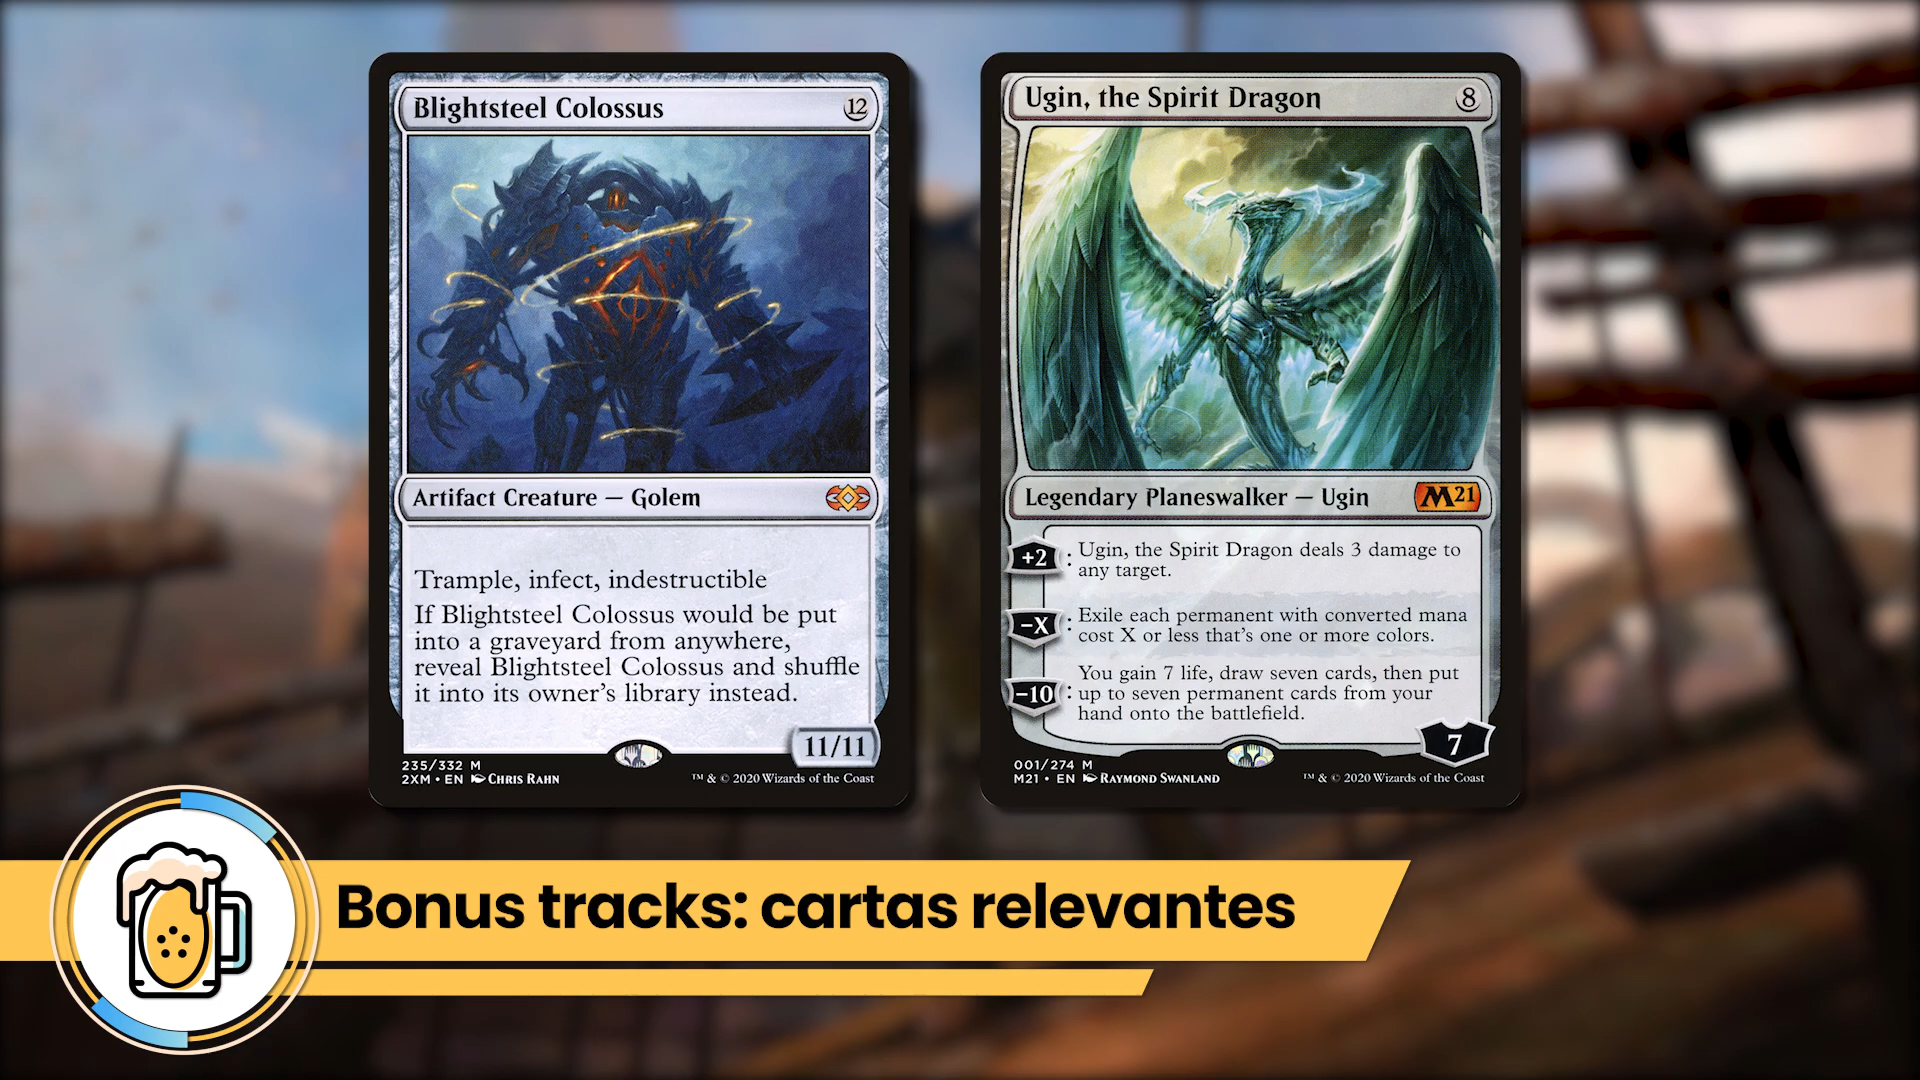 Blightsteel Colossus
12
Artifact Creature — Golem
Trample, infect, indestructible
If Blightsteel Colossus would be put
into a graveyard from anywhere,
reveal Blightsteel Colossus and shuffle
it into its owner's library instead.
11/11
235/332 M
2XM • EN Chris Rahn
™ & © 2020 Wizards of the Coast
Ugin, the Spirit Dragon
8
Legendary Planeswalker — Ugin
M21
+2: Ugin, the Spirit Dragon deals 3 damage to
any target.
−X: Exile each permanent with converted mana
cost X or less that's one or more colors.
−10: You gain 7 life, draw seven cards, then put
up to seven permanent cards from your
hand onto the battlefield.
7
001/274 M
M21 • EN Raymond Swanland
™ & © 2020 Wizards of the Coast
Bonus tracks: cartas relevantes